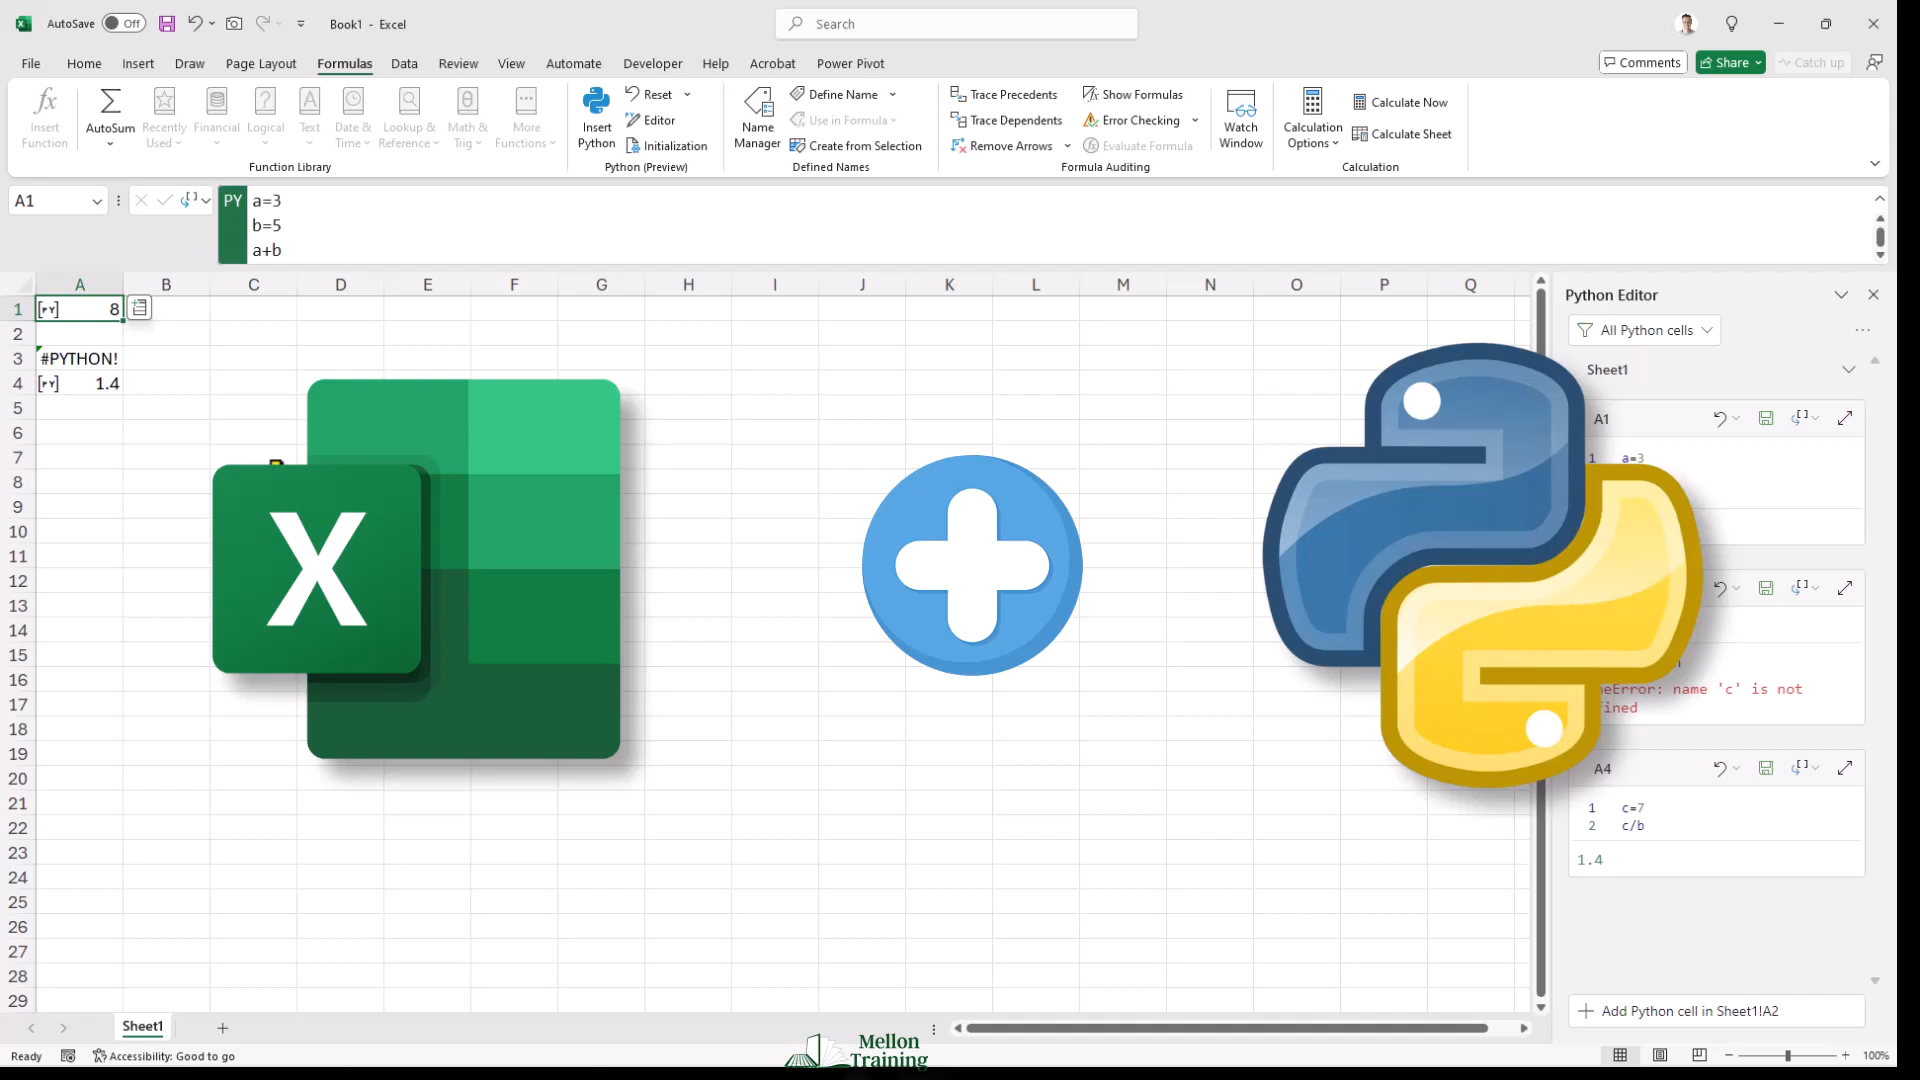 AutoSave Off Book1 - Excel Search
File Home Insert Draw Page Layout Formulas Data Review View Automate Developer Help Acrobat Power Pivot Comments Share Catch up
fx Insert Function
AutoSum
Recently Used
Financial
Logical
Text
Date & Time
Lookup & Reference
Math & Trig
More Functions
Function Library
Insert Python
Reset
Editor
Initialization
Python (Preview)
Name Manager
Define Name
Use in Formula
Create from Selection
Defined Names
Trace Precedents
Trace Dependents
Remove Arrows
Show Formulas
Error Checking
Evaluate Formula
Formula Auditing
Watch Window
Calculation Options
Calculate Now
Calculate Sheet
Calculation
A1 PY a=3
b=5
a+b
A B C D E F G H I J K L M N O P Q
1 [PY] 8
2
3 #PYTHON!
4 [PY] 1.4
5
6
7
8
9
10
11
12
13
14
15
16
17
18
19
20
21
22
23
24
25
26
27
28
29
X
Python Editor
All Python cells
Sheet1
A1
1 a=3
eError: name 'c' is not
fined
A4
1 c=7
2 c/b
1.4
Add Python cell in Sheet1!A2
Sheet1
Ready Accessibility: Good to go
Mellon
Training
100%